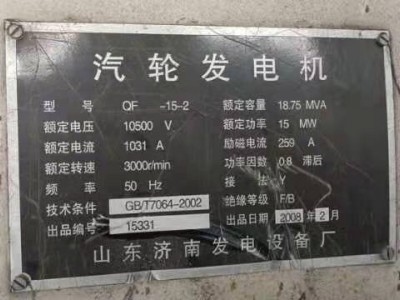 汽轮发电机
型号 QF -15-2 额定容量 18.75 MVA
额定电压 10500 V 额定功率 15 MW
额定电流 1031 A 励磁电流 259 A
额定转速 3000r/min 功率因数 0.8 滞后
频率 50 Hz 接法 Y
技术条件 GB/T7064-2002 绝缘等级 F/B
出品编号 15331 出品日期 2008 年 2 月
山东济南发电设备厂